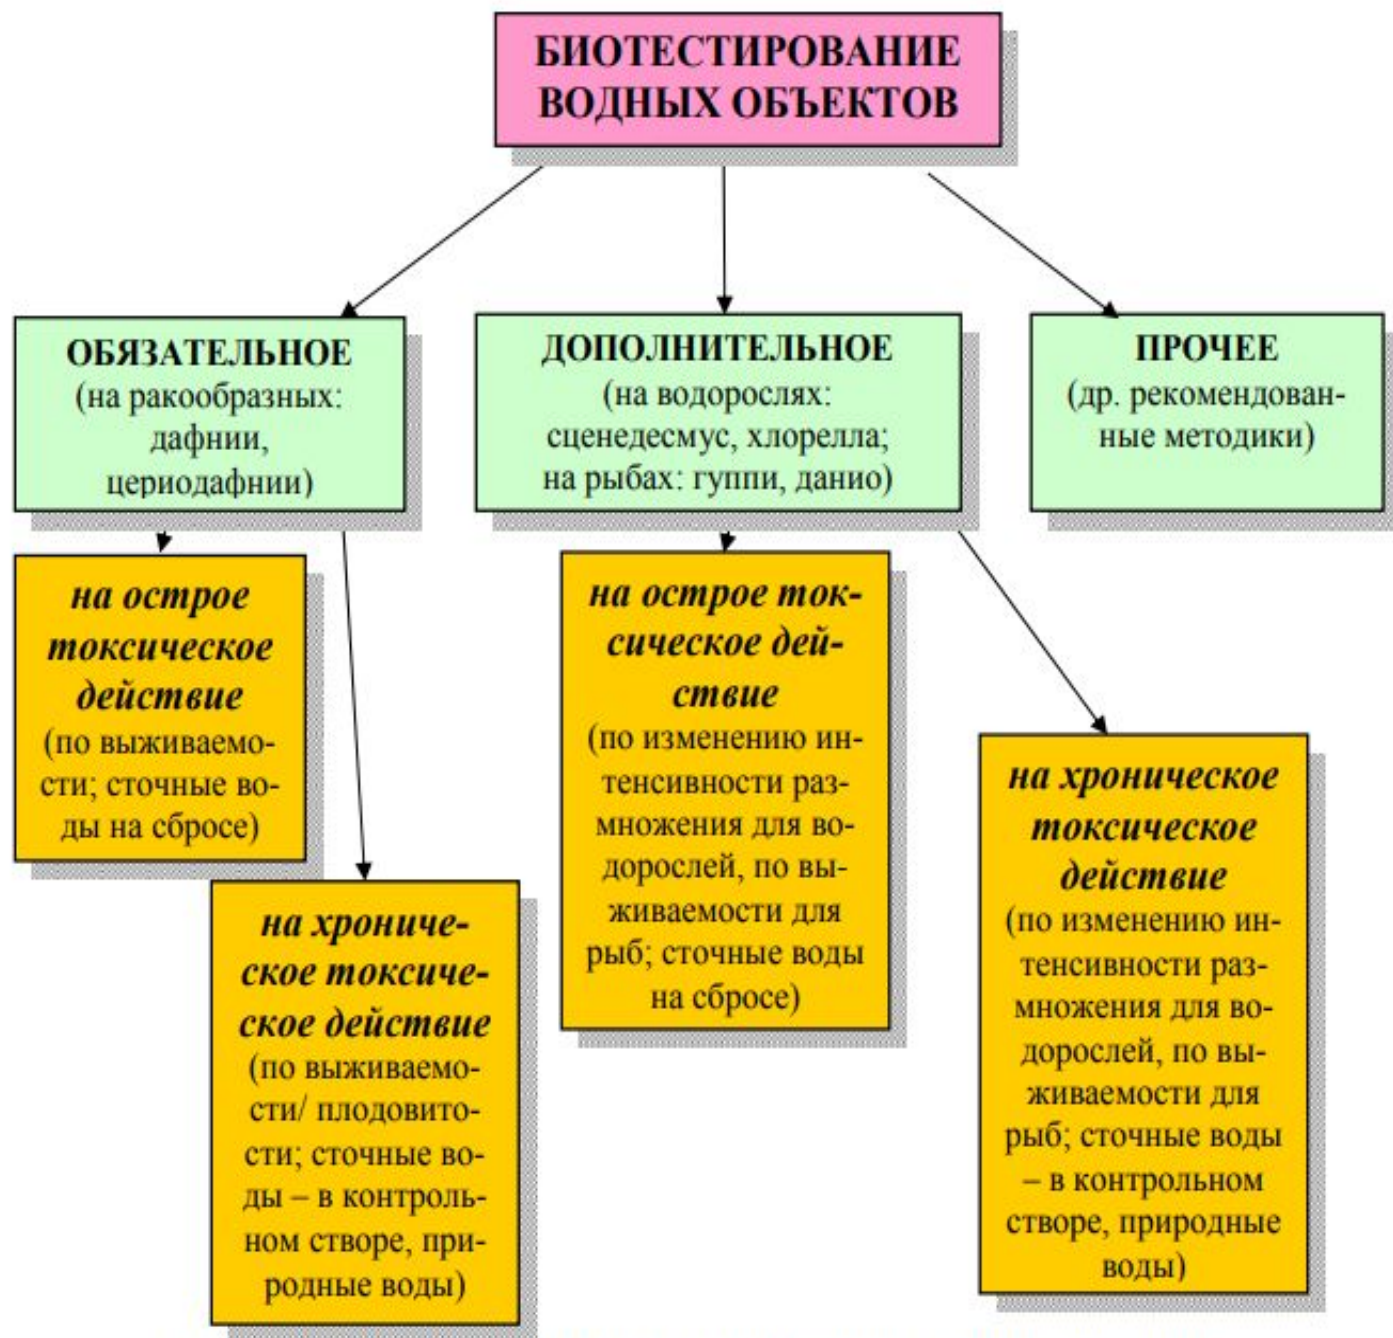 БИОТЕСТИРОВАНИЕ
ВОДНЫХ ОБЪЕКТОВ
ОБЯЗАТЕЛЬНОЕ
(на ракообразных:
дафнии,
цериодафнии)
ДОПОЛНИТЕЛЬНОЕ
(на водорослях:
сценедесмус, хлорелла;
на рыбах: гуппи, данио)
ПРОЧЕЕ
(др. рекомендован-
ные методики)
на острое
токсическое
действие
(по выживаемо-
сти; сточные во-
ды на сбросе)
на хрониче-
ское токсиче-
ское действие
(по выживаемо-
сти/ плодовито-
сти; сточные во-
ды – в контроль-
ном створе, при-
родные воды)
на острое ток-
сическое дей-
ствие
(по изменению ин-
тенсивности раз-
множения для во-
дорослей, по вы-
живаемости для
рыб; сточные воды
на сбросе)
на хроническое
токсическое
действие
(по изменению ин-
тенсивности раз-
множения для во-
дорослей, по вы-
живаемости для
рыб; сточные воды
– в контрольном
створе, природные
воды)